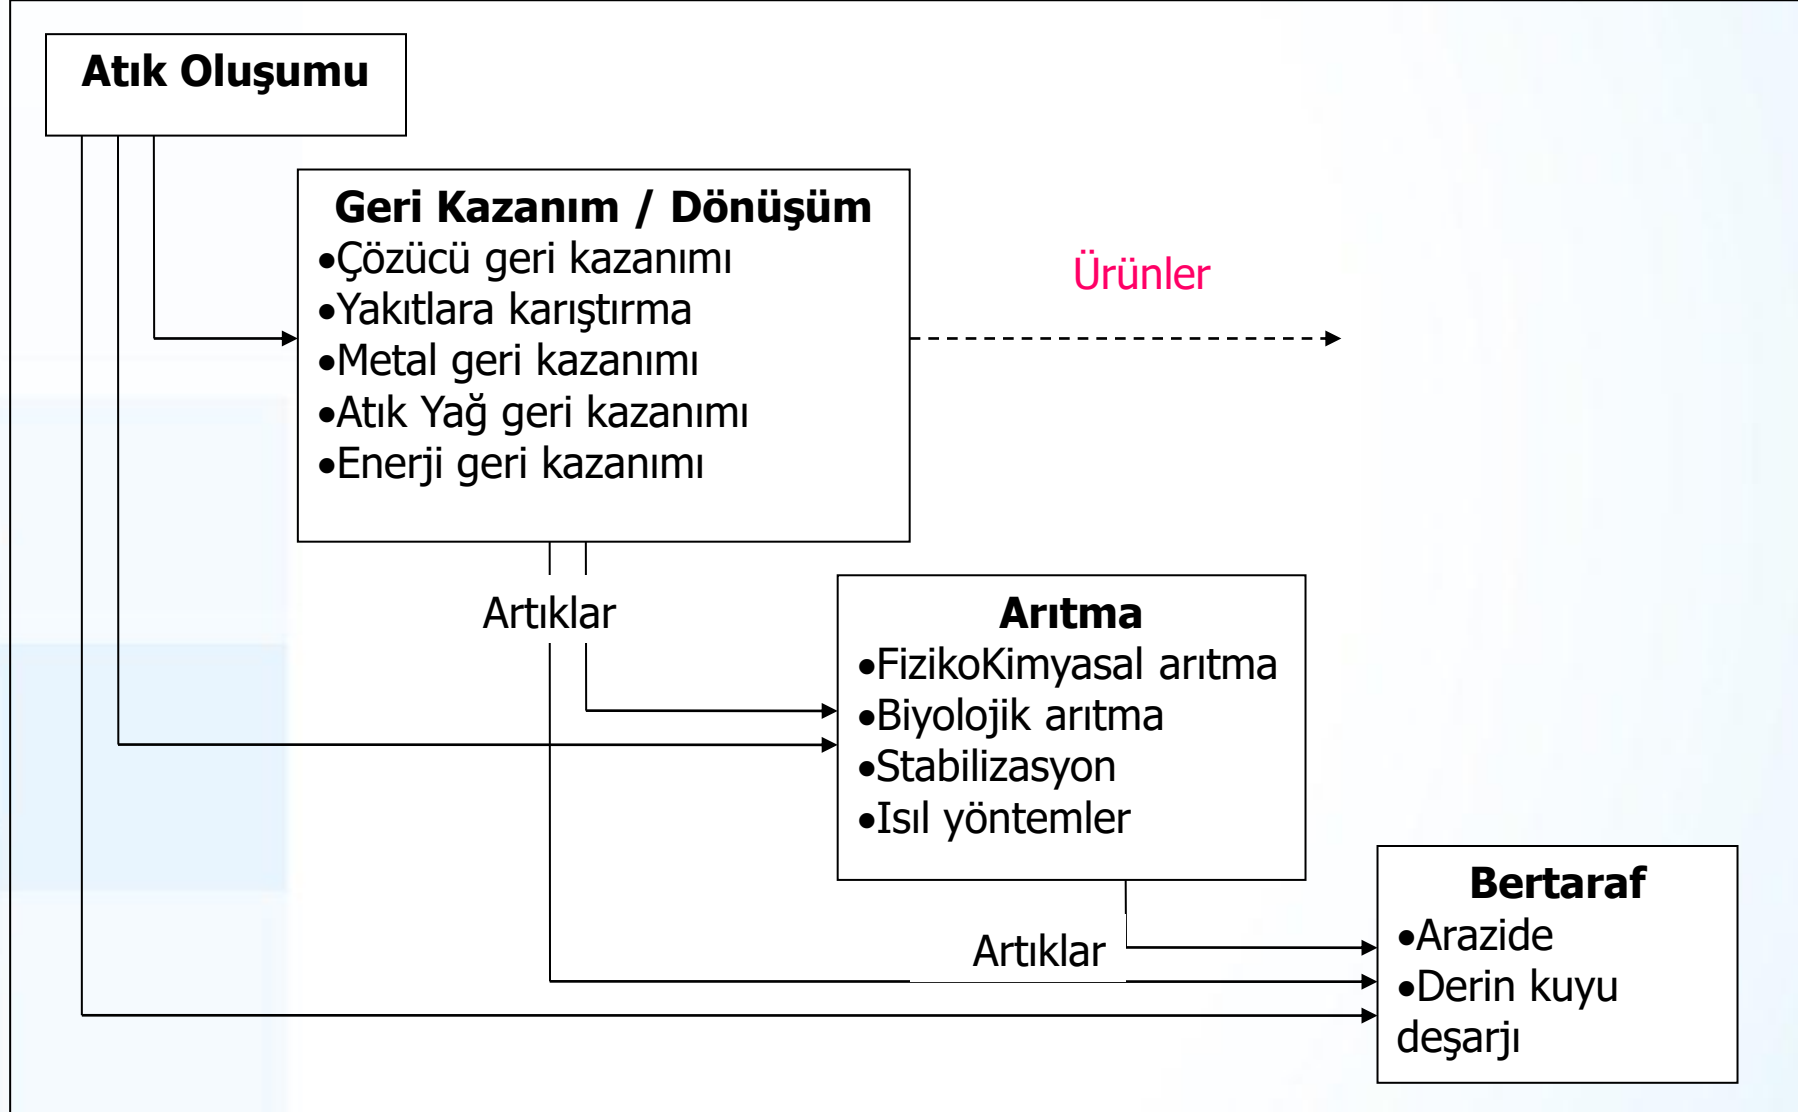 Atık Oluşumu
Geri Kazanım / Dönüşüm
•Çözücü geri kazanımı
•Yakıtlara karıştırma
•Metal geri kazanımı
•Atık Yağ geri kazanımı
•Enerji geri kazanımı
Ürünler
Artıklar
Arıtma
•FizikoKimyasal arıtma
•Biyolojik arıtma
•Stabilizasyon
•Isıl yöntemler
Artıklar
Bertaraf
•Arazide
•Derin kuyu
deşarjı